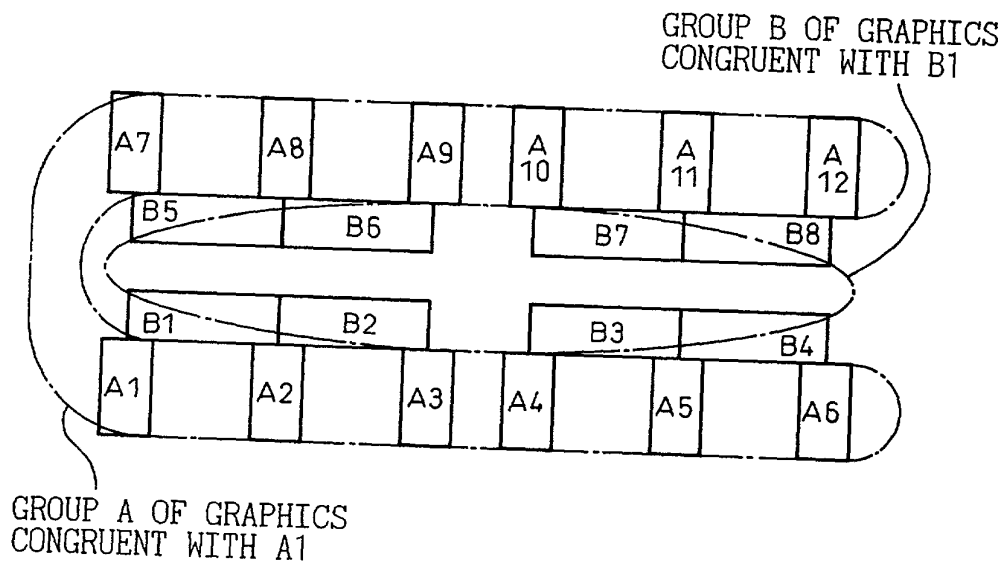 GROUP B OF GRAPHICS
CONGRUENT WITH B1
A7
A8
A9
A
10
A
11
A
12
B5
B6
B7
B8
B1
B2
B3
B4
A1
A2
A3
A4
A5
A6
GROUP A OF GRAPHICS
CONGRUENT WITH A1